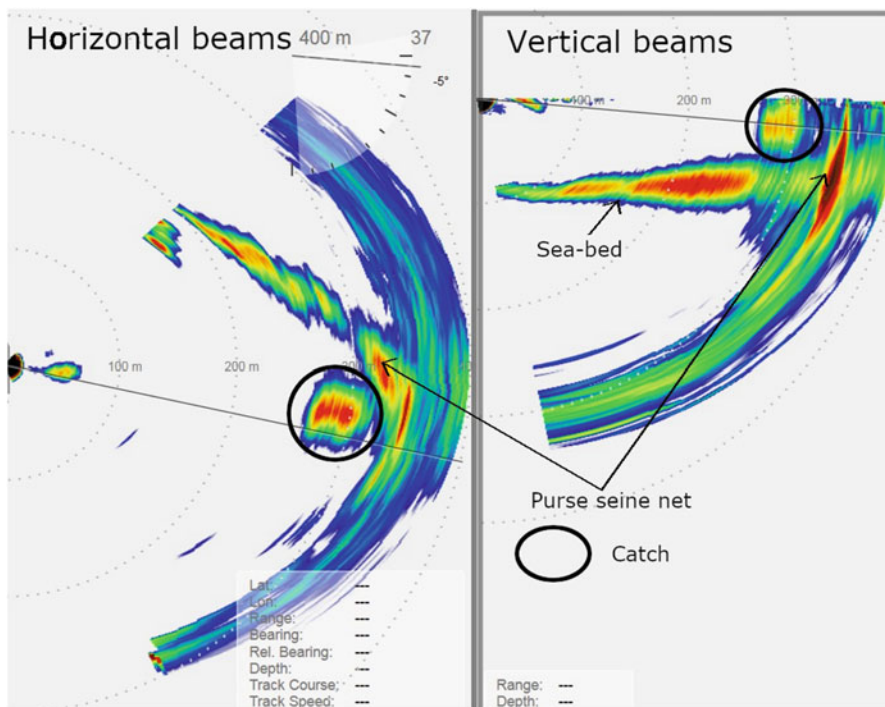 Horizontal beams
400 m
37
-5°
100 m
200 m
Lat:
---
Lon:
---
Range:
---
Bearing:
---
Rel. Bearing:
---
Depth:
---
Track Course:
---
Track Speed:
---
Vertical beams
200 m
Sea-bed
Purse seine net
Catch
Range:
---
Depth:
---